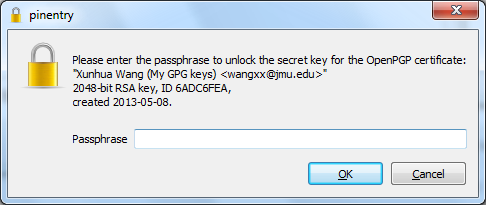 pinentry
Please enter the passphrase to unlock the secret key for the OpenPGP certificate:
"Xunhua Wang (My GPG keys) <wangxx@jmu.edu>"
2048-bit RSA key, ID 6ADC6FEA,
created 2013-05-08.
Passphrase
OK Cancel